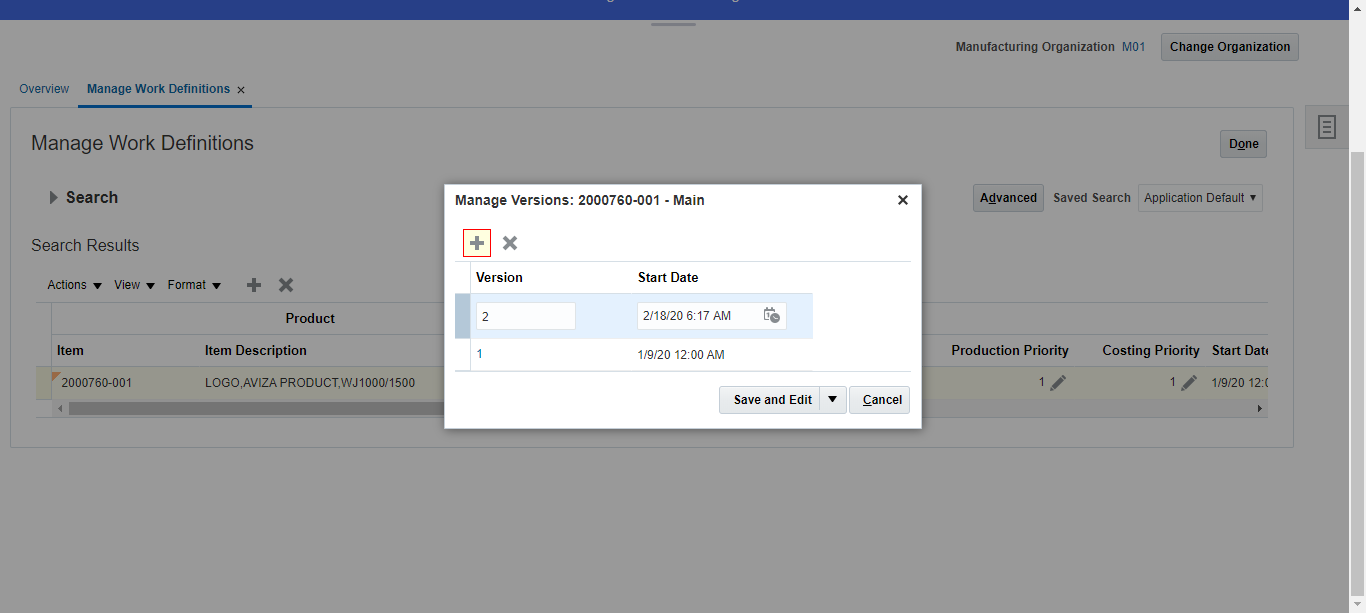 Manufacturing Organization M01 Change Organization
Overview Manage Work Definitions ×
Manage Work Definitions
Done
Search
Advanced Saved Search Application Default
Search Results
Actions View Format
Product
Item Item Description Production Priority Costing Priority Start Date
2000760-001 LOGO,AVIZA PRODUCT,WJ1000/1500 1 1 1/9/20 12:0
Manage Versions: 2000760-001 - Main ×
Version Start Date
2 2/18/20 6:17 AM
1 1/9/20 12:00 AM
Save and Edit Cancel